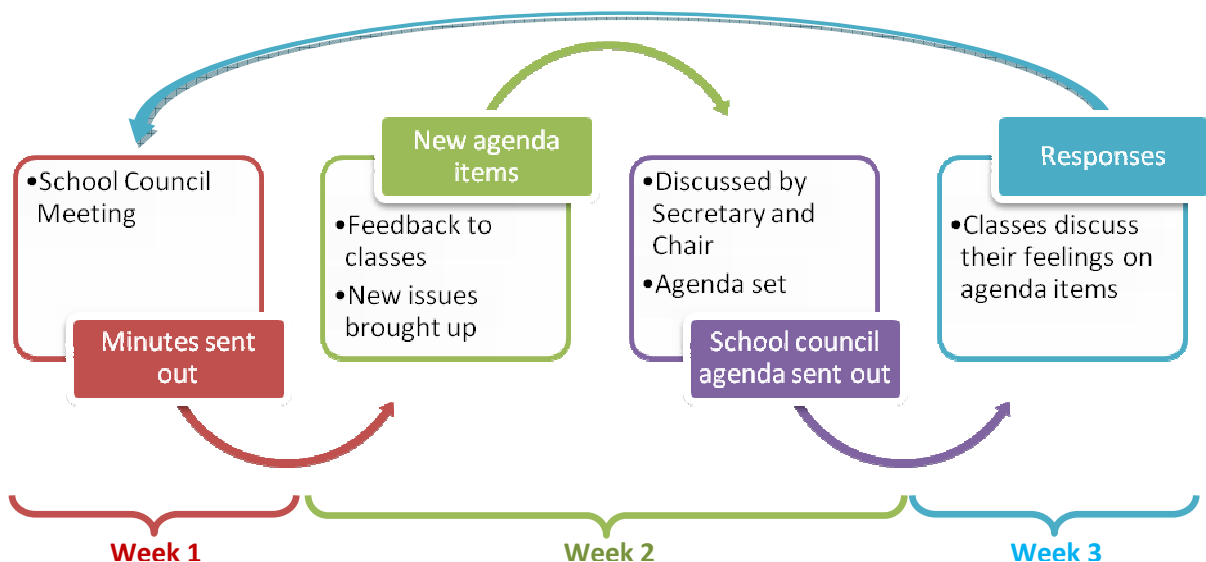 •School Council
Meeting
Minutes sent
out
New agenda
items
•Feedback to
classes
•New issues
brought up
•Discussed by
Secretary and
Chair
•Agenda set
School council
agenda sent out
Responses
•Classes discuss
their feelings on
agenda items
Week 1
Week 2
Week 3